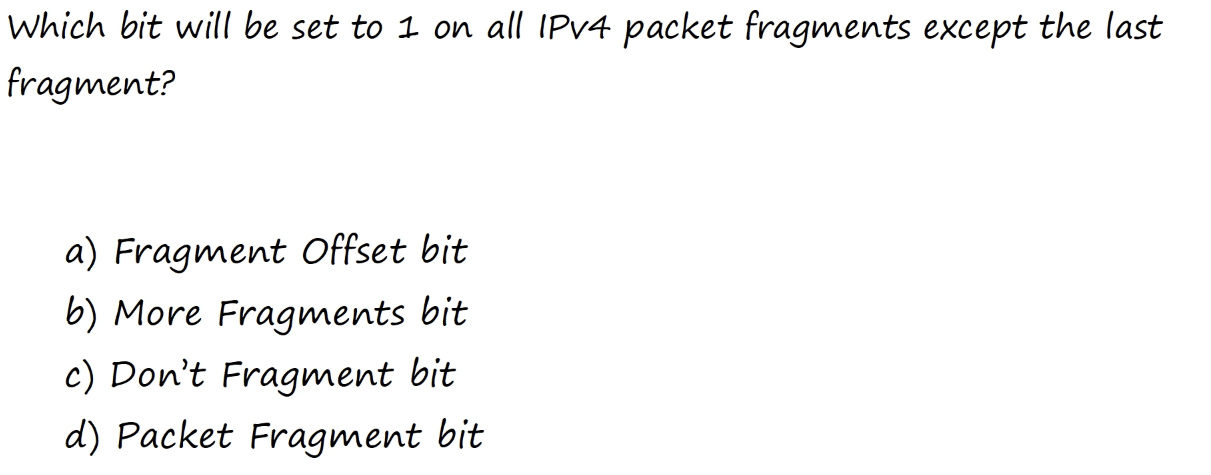 Which bit will be set to 1 on all IPv4 packet fragments except the last
fragment?
a) Fragment Offset bit
b) More Fragments bit
c) Don't Fragment bit
d) Packet Fragment bit